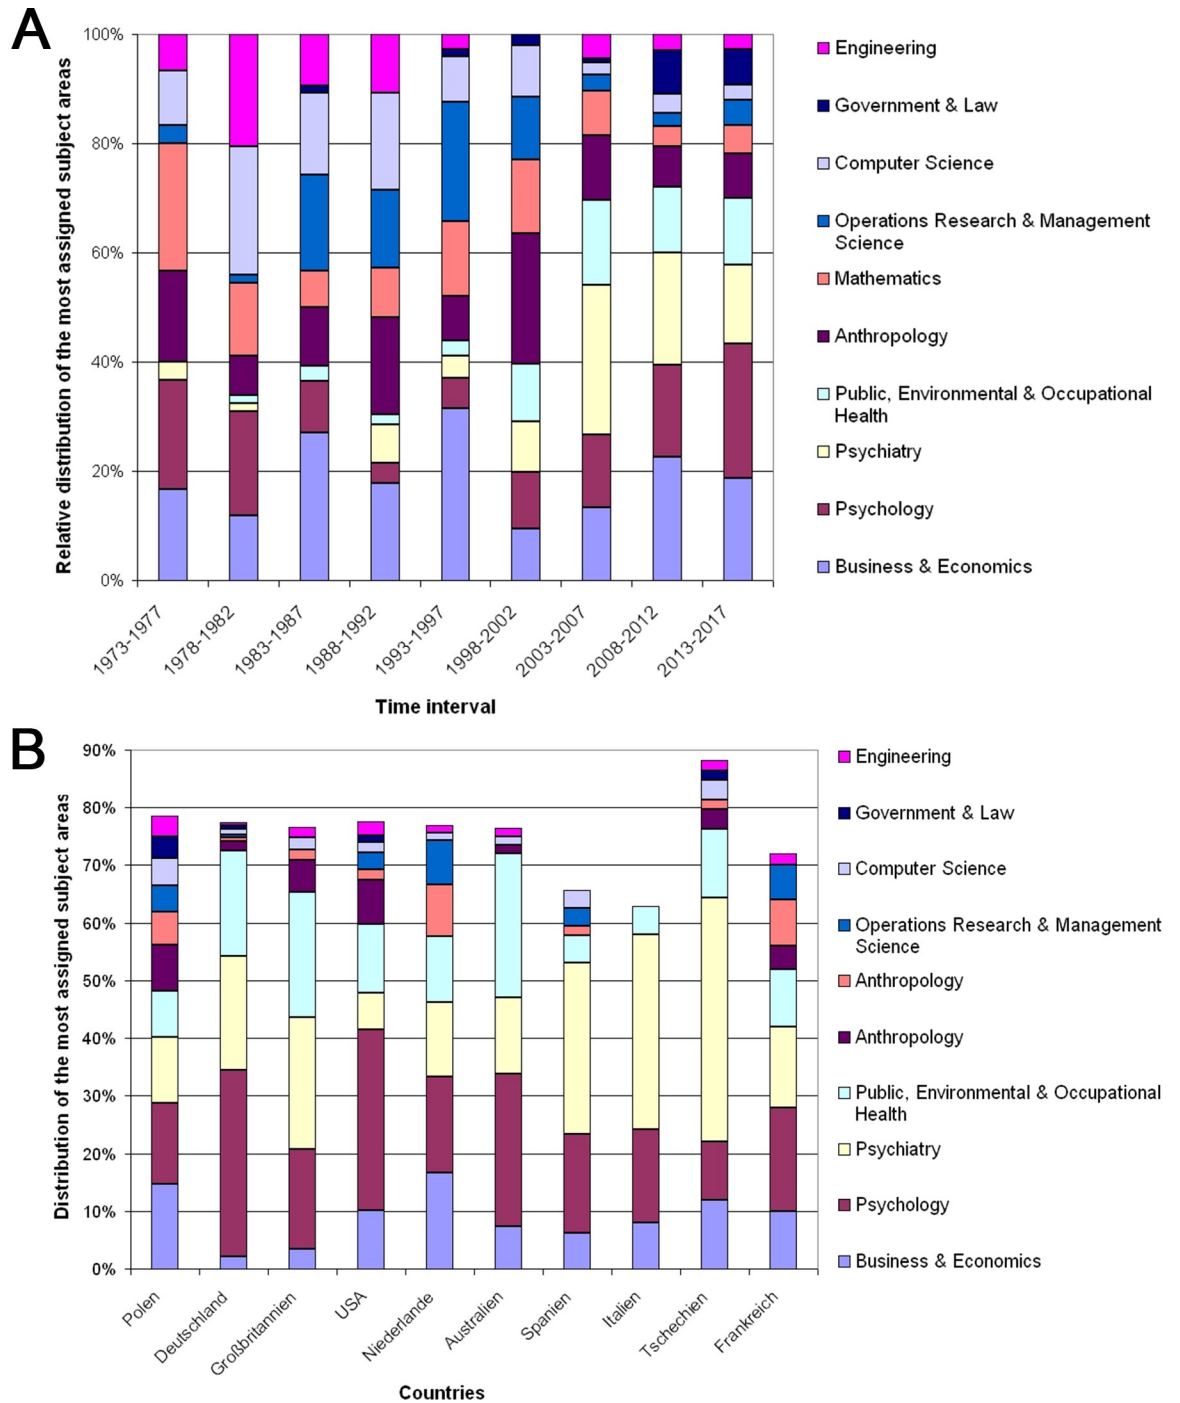 A
Relative distribution of the most assigned subject areas
100%
80%
60%
40%
20%
0%
1973-1977
1978-1982
1983-1987
1988-1992
1993-1997
1998-2002
2003-2007
2008-2012
2013-2017
Time interval
Engineering
Government & Law
Computer Science
Operations Research & Management
Science
Mathematics
Anthropology
Public, Environmental & Occupational
Health
Psychiatry
Psychology
Business & Economics
B
Distribution of the most assigned subject areas
90%
80%
70%
60%
50%
40%
30%
20%
10%
0%
Polen
Deutschland
Großbritannien
USA
Niederlande
Australien
Spanien
Italien
Tschechien
Frankreich
Countries
Engineering
Government & Law
Computer Science
Operations Research & Management
Science
Anthropology
Anthropology
Public, Environmental & Occupational
Health
Psychiatry
Psychology
Business & Economics